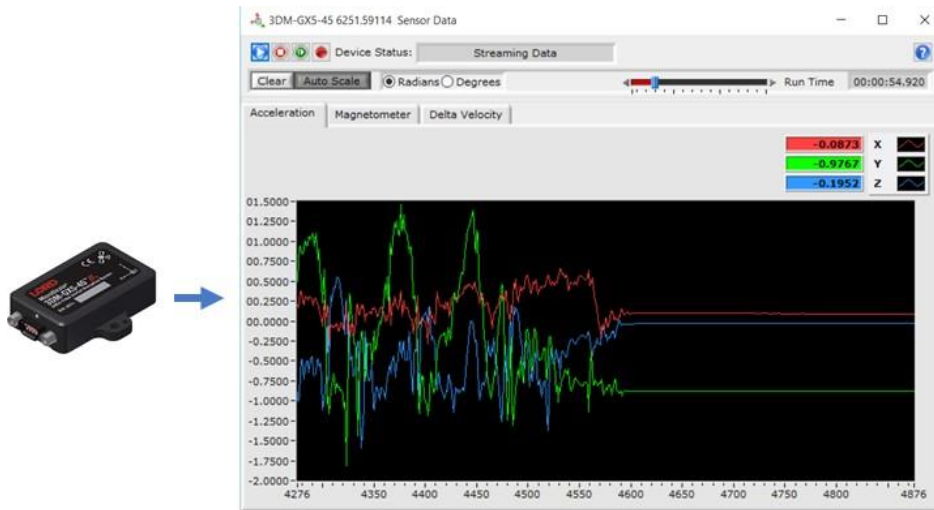 3DM-GX5-45 6251.59114 Sensor Data
Device Status: Streaming Data
Clear Auto Scale Radians Degrees Run Time 00:00:54.920
Acceleration Magnetometer Delta Velocity
-0.0873 X
-0.9767 Y
-0.1952 Z
01.5000
01.2500
01.0000
00.7500
00.5000
00.2500
00.0000
-0.2500
-0.5000
-0.7500
-1.0000
-1.2500
-1.5000
-1.7500
-2.0000
4276 4350 4400 4450 4500 4550 4600 4650 4700 4750 4800 4876
LORD
3DM-GX5-45